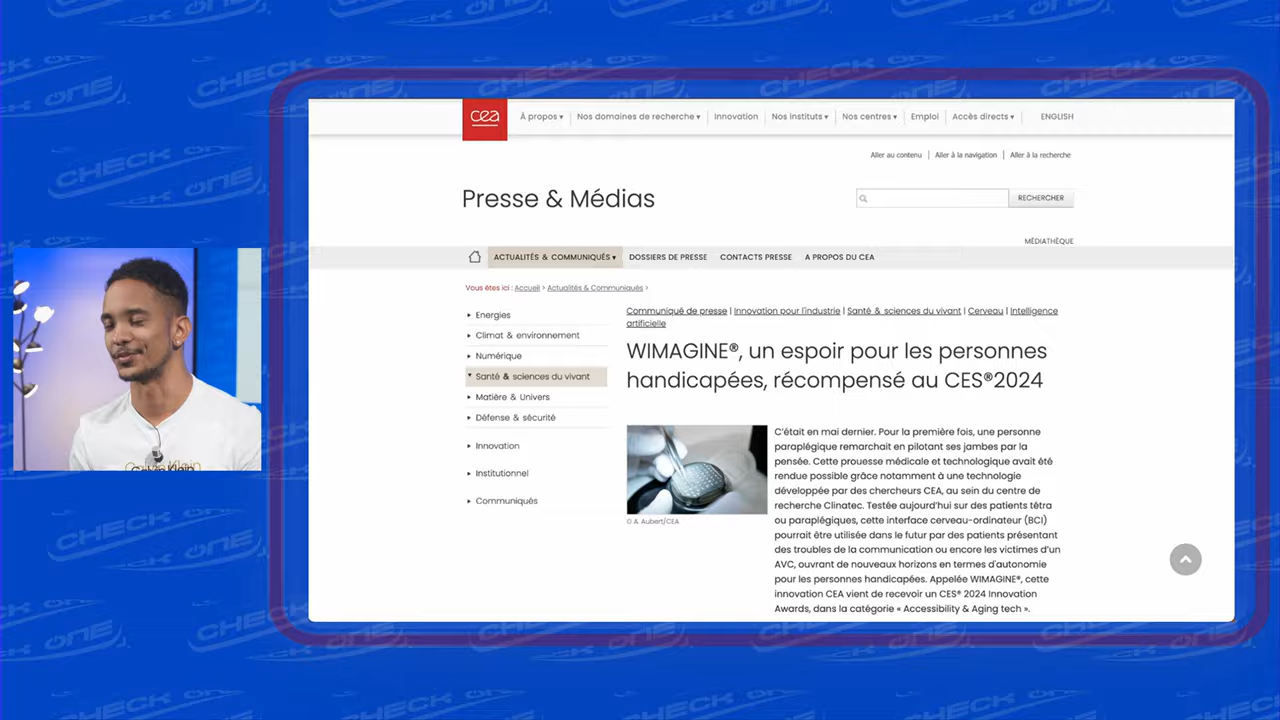 CHECK ONE
cea
À propos ▾
Nos domaines de recherche ▾
Innovation
Nos instituts ▾
Nos centres ▾
Emploi
Accès directs ▾
ENGLISH
Aller au contenu | Aller à la navigation | Aller à la recherche
Presse & Médias
RECHERCHER
MÉDIATHÈQUE
ACTUALITÉS & COMMUNIQUÉS ▾
DOSSIERS DE PRESSE
CONTACTS PRESSE
A PROPOS DU CEA
Vous êtes ici : Accueil > Actualités & Communiqués >
Energies
Climat & environnement
Numérique
Santé & sciences du vivant
Matière & Univers
Défense & sécurité
Innovation
Institutionnel
Communiqués
Communiqué de presse | Innovation pour l'industrie | Santé & sciences du vivant | Cerveau | Intelligence
artificielle
WIMAGINE®, un espoir pour les personnes
handicapées, récompensé au CES®2024
© A. Aubert/CEA
C'était en mai dernier. Pour la première fois, une personne
paraplégique remarchait en pilotant ses jambes par la
pensée. Cette prouesse médicale et technologique avait été
rendue possible grâce notamment à une technologie
développée par des chercheurs CEA, au sein du centre de
recherche Clinatec. Testée aujourd'hui sur des patients tétra
ou paraplégiques, cette interface cerveau-ordinateur (BCI)
pourrait être utilisée dans le futur par des patients présentant
des troubles de la communication ou encore les victimes d'un
AVC, ouvrant de nouveaux horizons en termes d'autonomie
pour les personnes handicapées. Appelée WIMAGINE®, cette
innovation CEA vient de recevoir un CES® 2024 Innovation
Awards, dans la catégorie « Accessibility & Aging tech ».
Calvin Klein